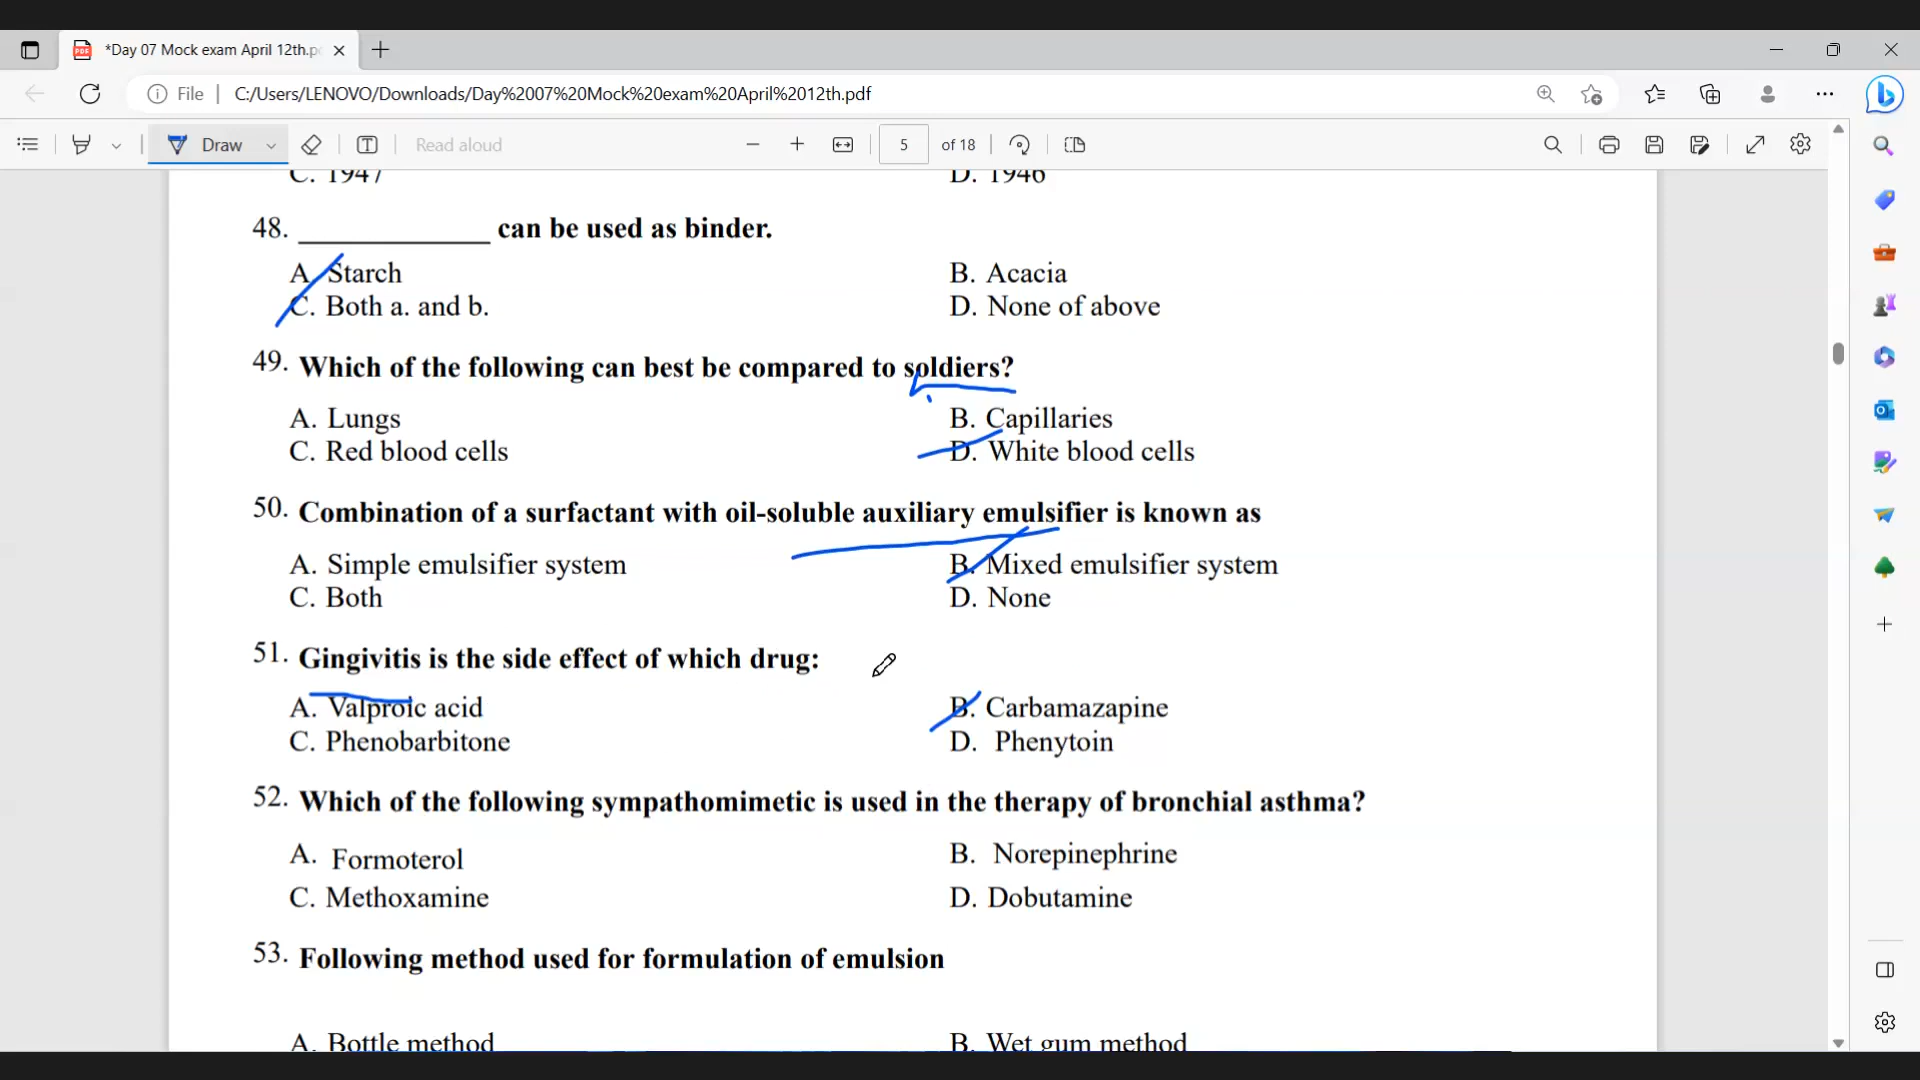 *Day 07 Mock exam April 12th.p
File
C:/Users/LENOVO/Downloads/Day%2007%20Mock%20exam%20April%2012th.pdf
Draw
Read aloud
5 of 18
C. 1947 D. 1946
48. ______________ can be used as binder.
A. Starch B. Acacia
C. Both a. and b. D. None of above
49. Which of the following can best be compared to soldiers?
A. Lungs B. Capillaries
C. Red blood cells D. White blood cells
50. Combination of a surfactant with oil-soluble auxiliary emulsifier is known as
A. Simple emulsifier system B. Mixed emulsifier system
C. Both D. None
51. Gingivitis is the side effect of which drug:
A. Valproic acid B. Carbamazapine
C. Phenobarbitone D. Phenytoin
52. Which of the following sympathomimetic is used in the therapy of bronchial asthma?
A. Formoterol B. Norepinephrine
C. Methoxamine D. Dobutamine
53. Following method used for formulation of emulsion
A. Bottle method B. Wet gum method